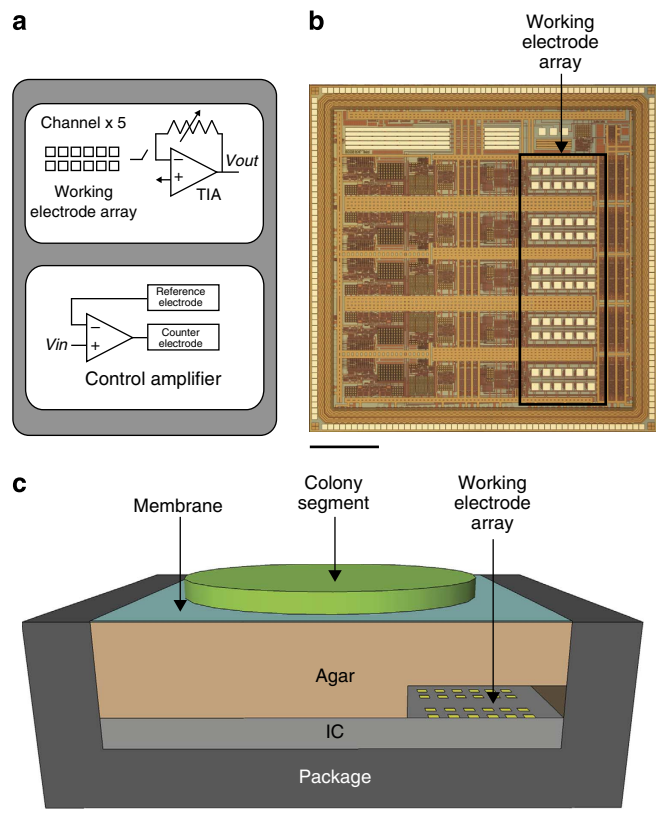 a
Channel x 5
Vout
TIA
Working
electrode array
Reference
electrode
Counter
electrode
Vin
Control amplifier
b
Working
electrode
array
c
Membrane
Colony
segment
Working
electrode
array
Agar
IC
Package